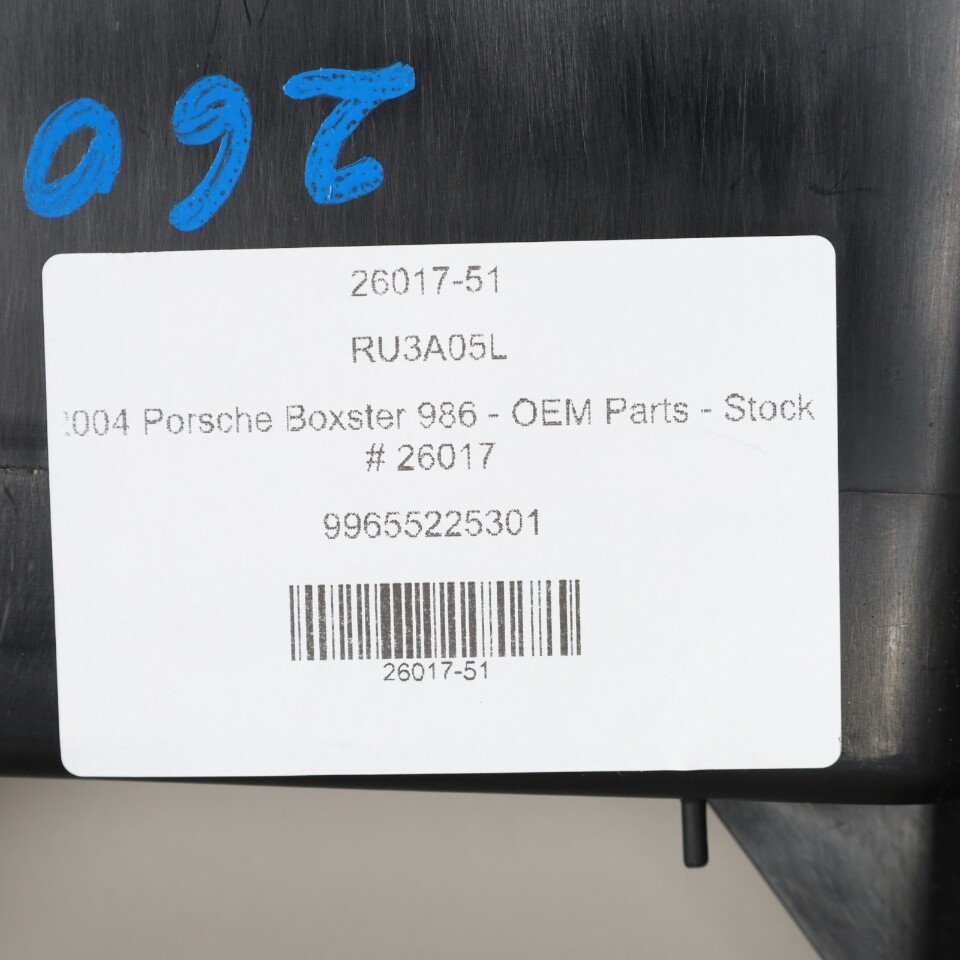 260
26017-51
RU3A05L
2004 Porsche Boxster 986 - OEM Parts - Stock
# 26017
99655225301
26017-51